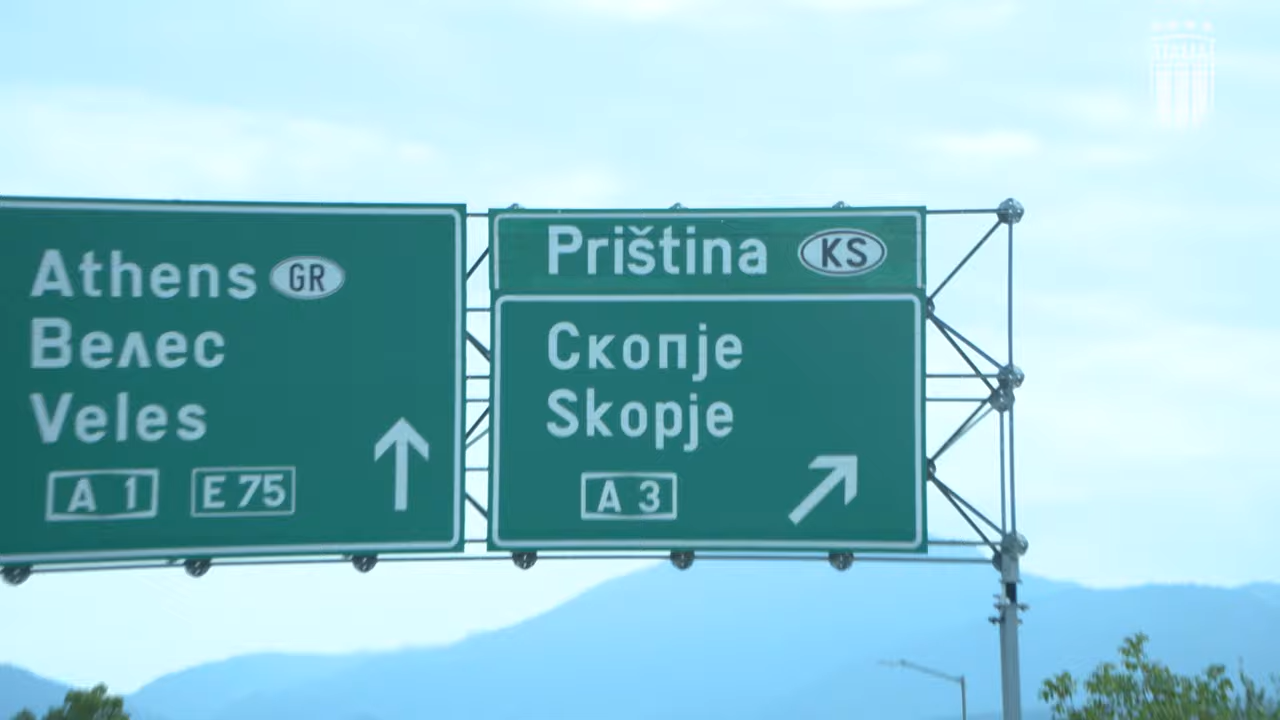 Athens GR
Велес
Veles
A 1 E 75
Priština KS
Скопје
Skopje
A 3